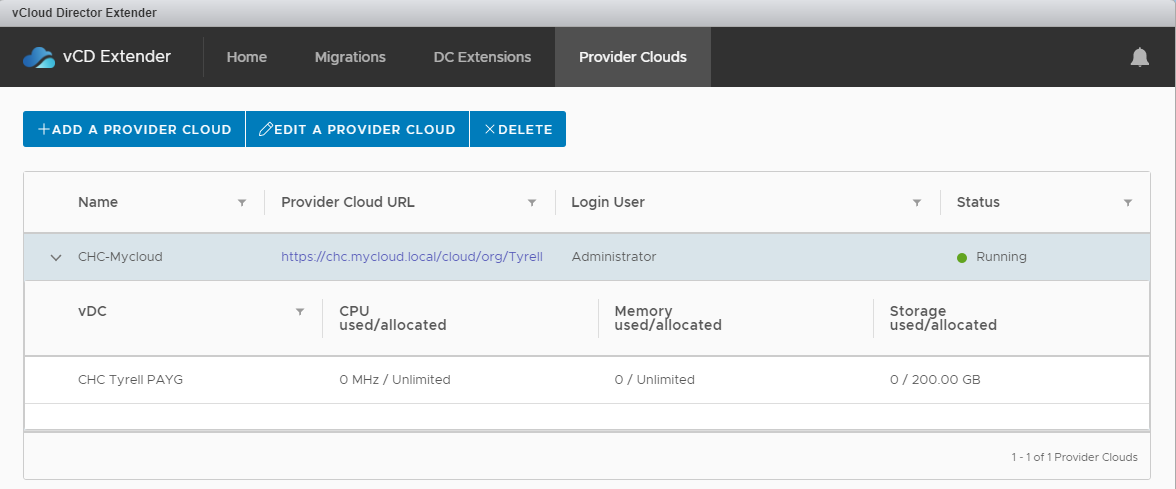 vCloud Director Extender
vCD Extender Home Migrations DC Extensions Provider Clouds
ADD A PROVIDER CLOUD EDIT A PROVIDER CLOUD DELETE
Name Provider Cloud URL Login User Status
CHC-Mycloud https://chc.mycloud.local/cloud/org/Tyrell Administrator Running
vDC CPU Memory Storage
used/allocated used/allocated used/allocated
CHC Tyrell PAYG 0 MHz / Unlimited 0 / Unlimited 0 / 200.00 GB
1 - 1 of 1 Provider Clouds